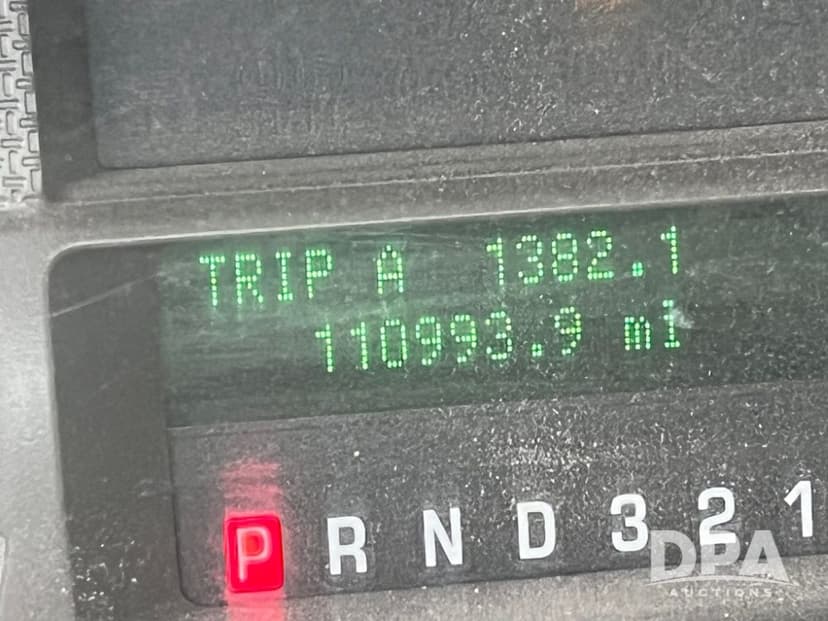 TRIP A 1382.1
110993.9 mi
P R N D 3 2 1
DPA
AUCTIONS